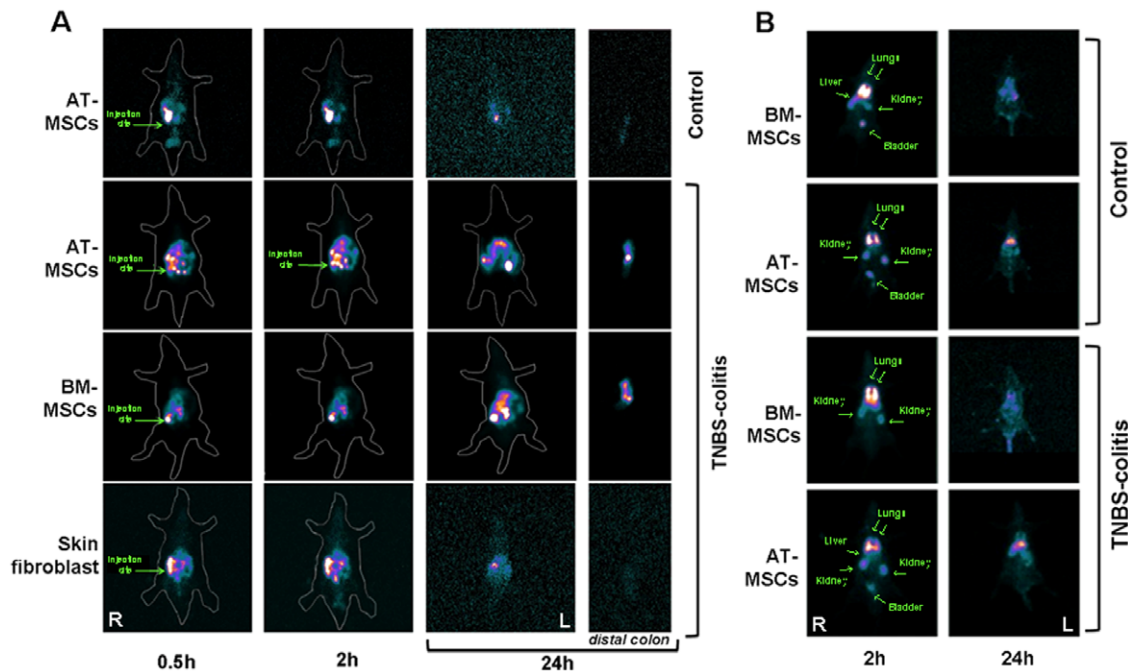 A
AT-
MSCs
Injection
site
Control
AT-
MSCs
Injection
site
Injection
site
BM-
MSCs
Injection
site
TNBS-colitis
Skin
fibroblast
Injection
site
R
L
distal colon
0.5h
2h
24h
B
BM-
MSCs
Lungs
Liver
Kidney
Bladder
Control
AT-
MSCs
Lungs
Kidney
Kidney
Bladder
BM-
MSCs
Lungs
Kidney
Kidney
TNBS-colitis
AT-
MSCs
Lungs
Liver
Kidney
Kidney
Bladder
R
L
2h
24h